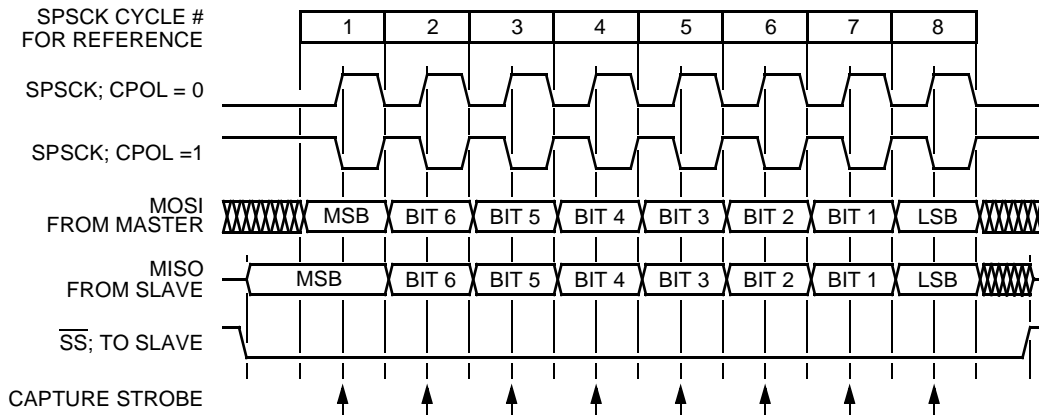 SPSCK CYCLE #
FOR REFERENCE
1 2 3 4 5 6 7 8
SPSCK; CPOL = 0
SPSCK; CPOL =1
MOSI
FROM MASTER
MSB BIT 6 BIT 5 BIT 4 BIT 3 BIT 2 BIT 1 LSB
MISO
FROM SLAVE
MSB BIT 6 BIT 5 BIT 4 BIT 3 BIT 2 BIT 1 LSB
SS; TO SLAVE
CAPTURE STROBE